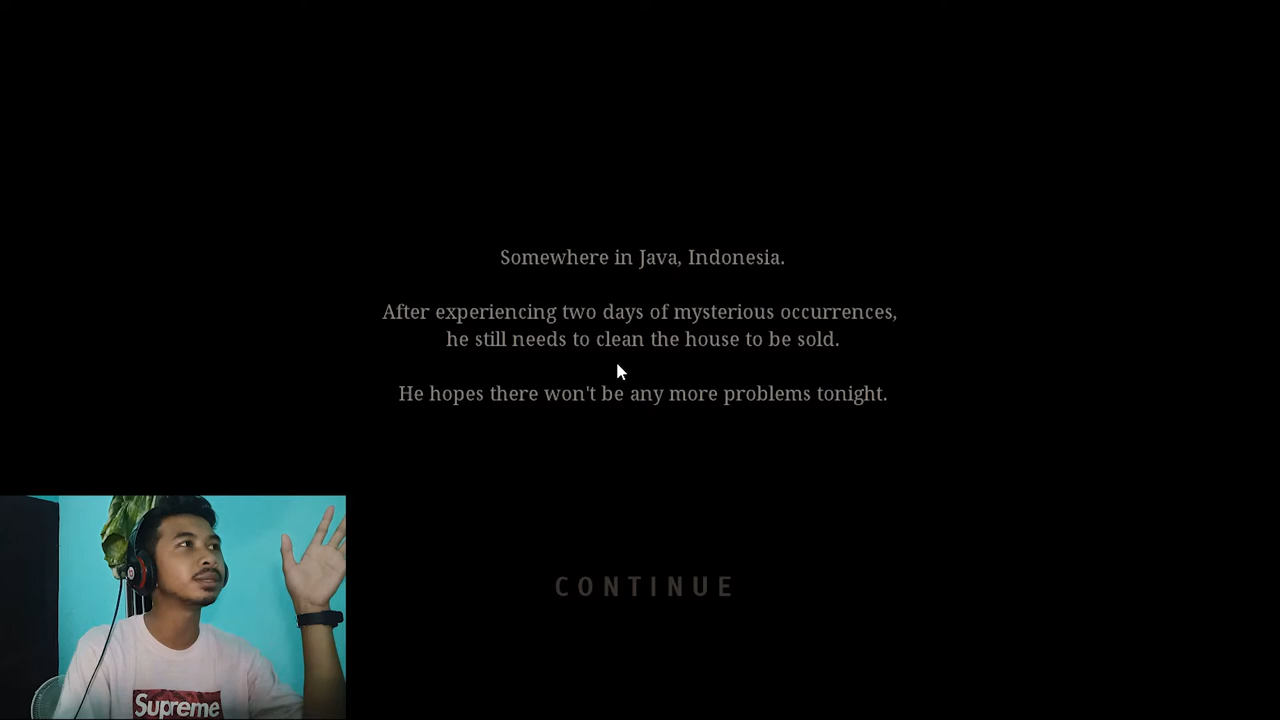 Somewhere in Java, Indonesia.
After experiencing two days of mysterious occurrences,
he still needs to clean the house to be sold.
He hopes there won't be any more problems tonight.
CONTINUE
Supreme